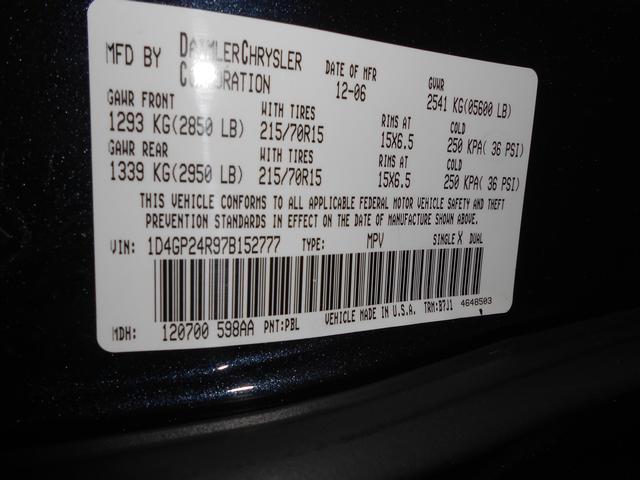 MFD BY DAIMLERCHRYSLER CORPORATION DATE OF MFR 12-06 GVWR 2541 KG(05600 LB)
GAWR FRONT WITH TIRES RIMS AT COLD
1293 KG(2850 LB) 215/70R15 15X6.5 250 KPA( 36 PSI)
GAWR REAR WITH TIRES RIMS AT COLD
1339 KG(2950 LB) 215/70R15 15X6.5 250 KPA( 36 PSI)
THIS VEHICLE CONFORMS TO ALL APPLICABLE FEDERAL MOTOR VEHICLE SAFETY AND THEFT
PREVENTION STANDARDS IN EFFECT ON THE DATE OF MANUFACTURE SHOWN ABOVE.
VIN: 1D4GP24R97B152777 TYPE: MPV SINGLE X DUAL
MDH: 120700 598AA PNT:PBL VEHICLE MADE IN U.S.A. TRM:B7J1 4648503